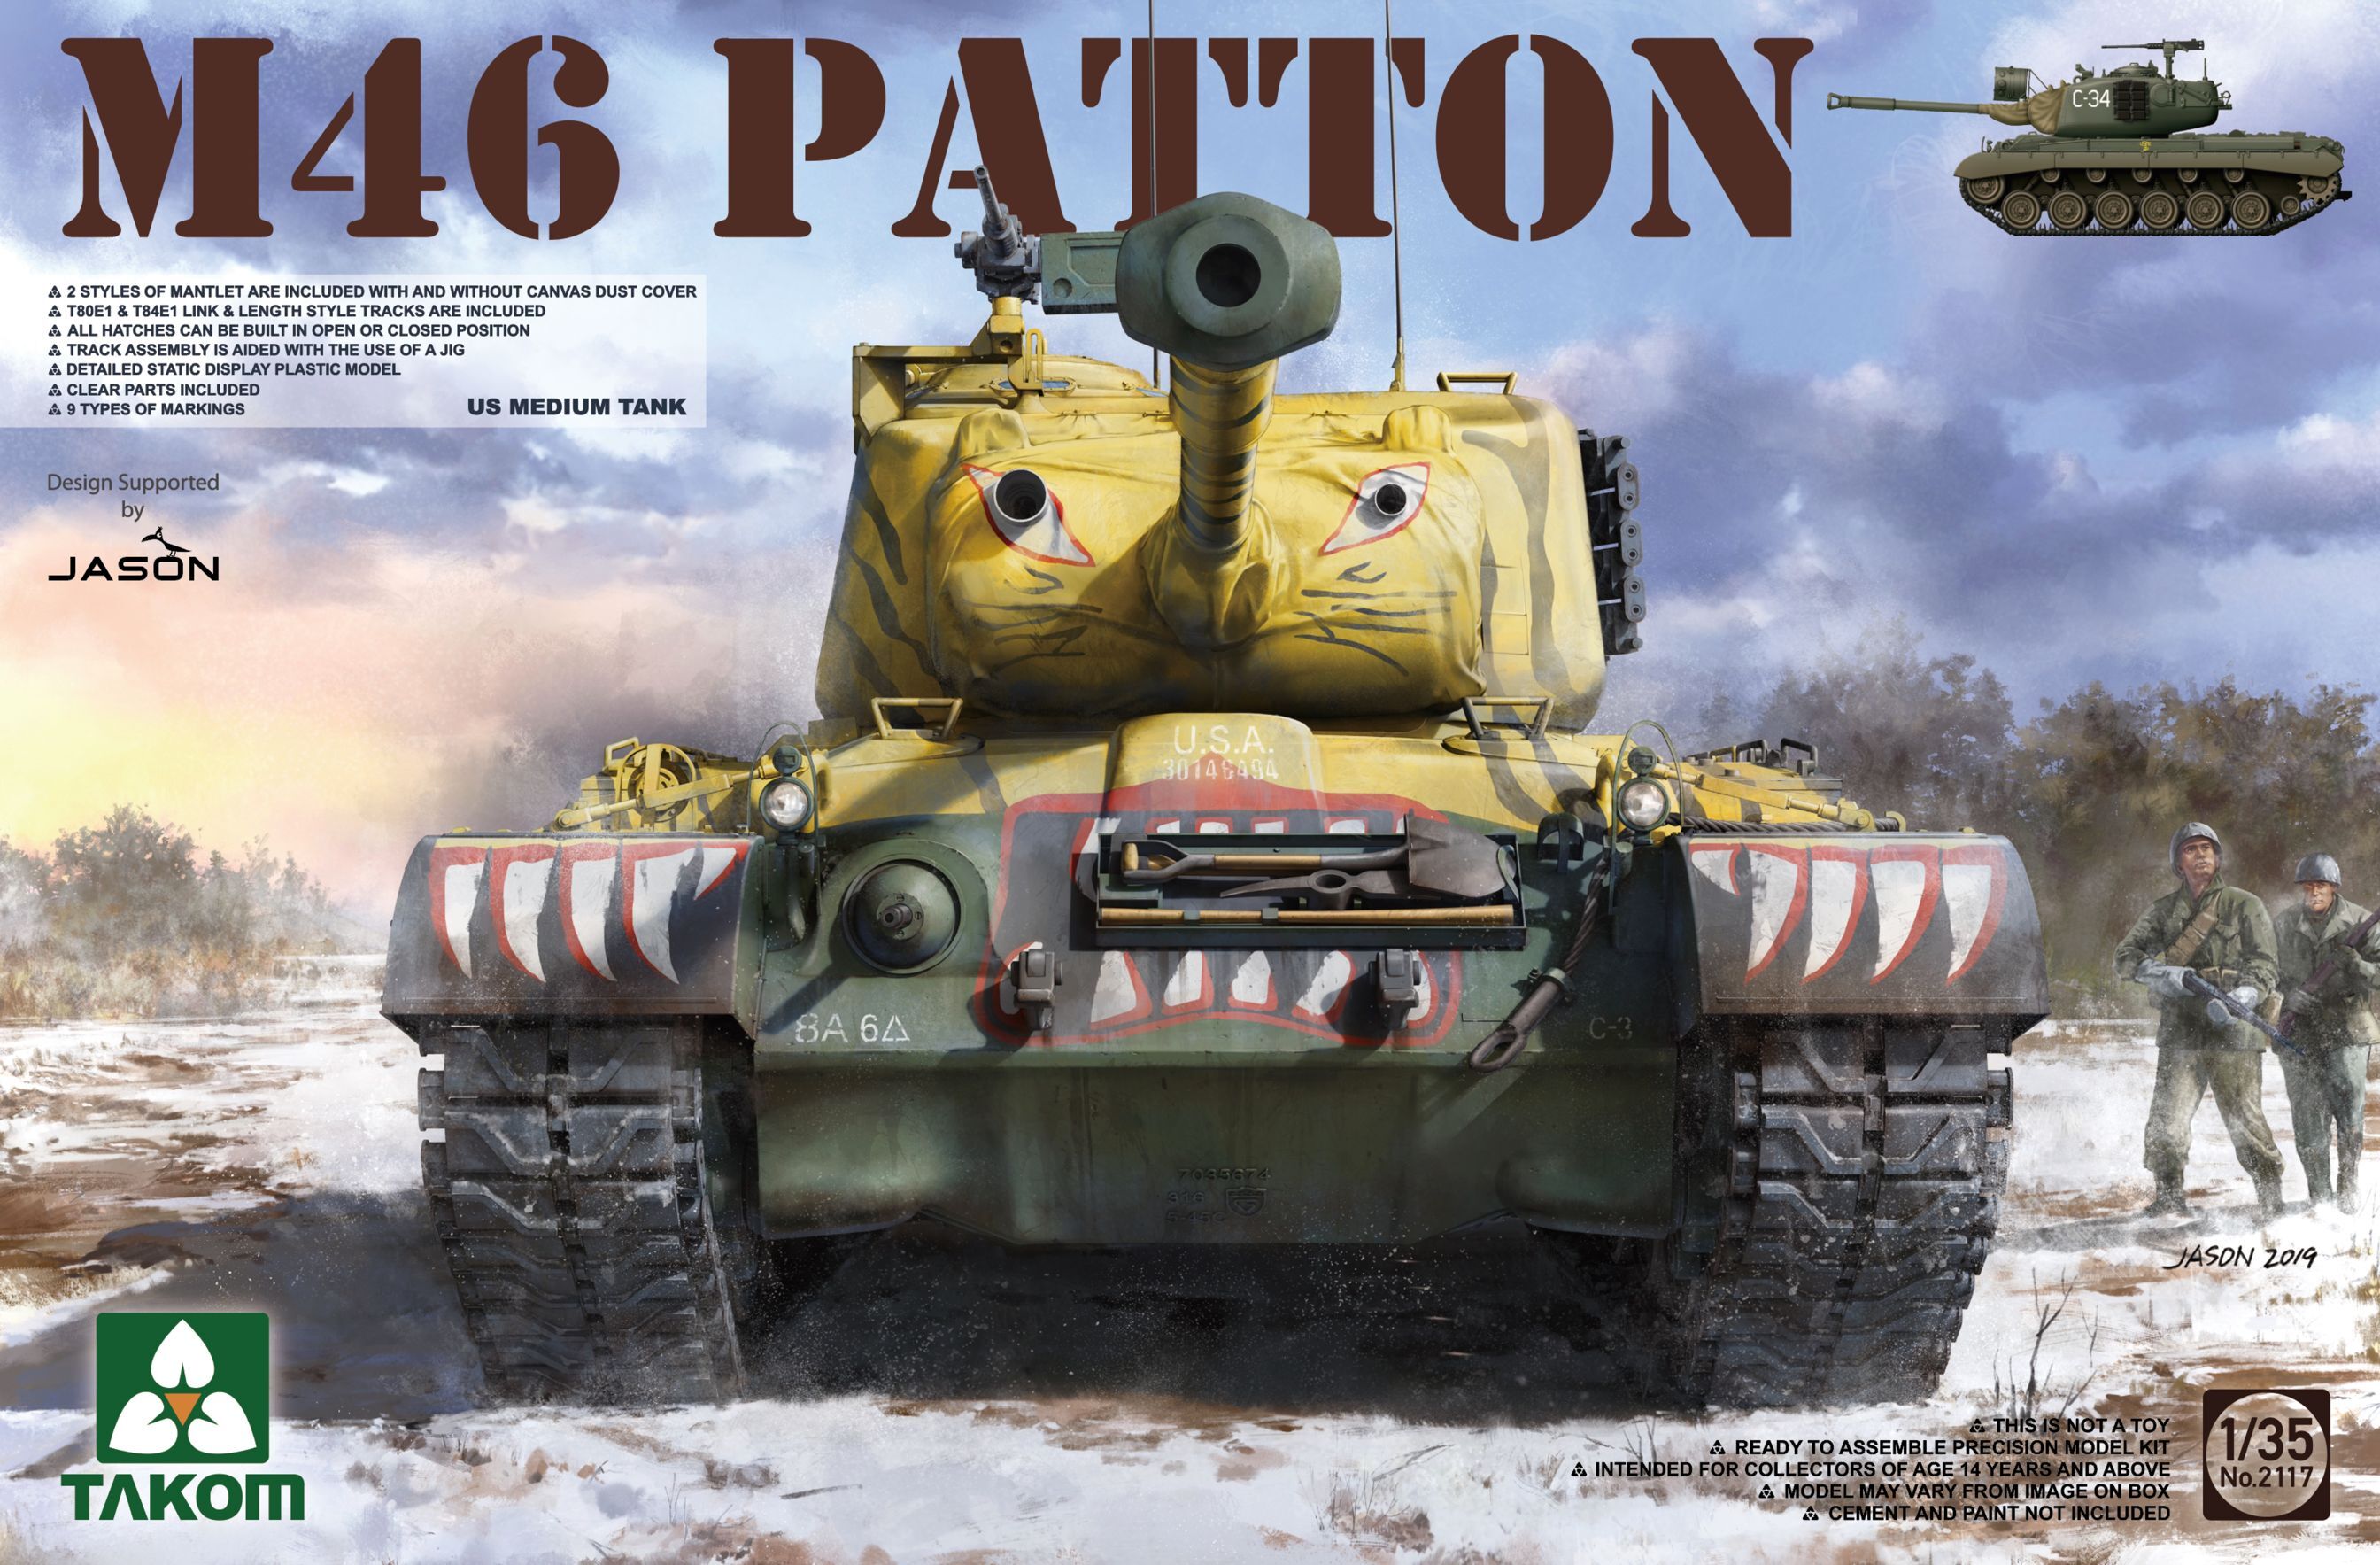 M46 PATTON
C-34
2 STYLES OF MANTLET ARE INCLUDED WITH AND WITHOUT CANVAS DUST COVER
T80E1 & T84E1 LINK & LENGTH STYLE TRACKS ARE INCLUDED
ALL HATCHES CAN BE BUILT IN OPEN OR CLOSED POSITION
TRACK ASSEMBLY IS AIDED WITH THE USE OF A JIG
DETAILED STATIC DISPLAY PLASTIC MODEL
CLEAR PARTS INCLUDED
9 TYPES OF MARKINGS
US MEDIUM TANK
Design Supported
by
JASON
U.S.A.
30146494
8A 6△
C-3
7033674
316
JASON 2019
TAKOM
THIS IS NOT A TOY
READY TO ASSEMBLE PRECISION MODEL KIT
INTENDED FOR COLLECTORS OF AGE 14 YEARS AND ABOVE
MODEL MAY VARY FROM IMAGE ON BOX
CEMENT AND PAINT NOT INCLUDED
1/35
No.2117